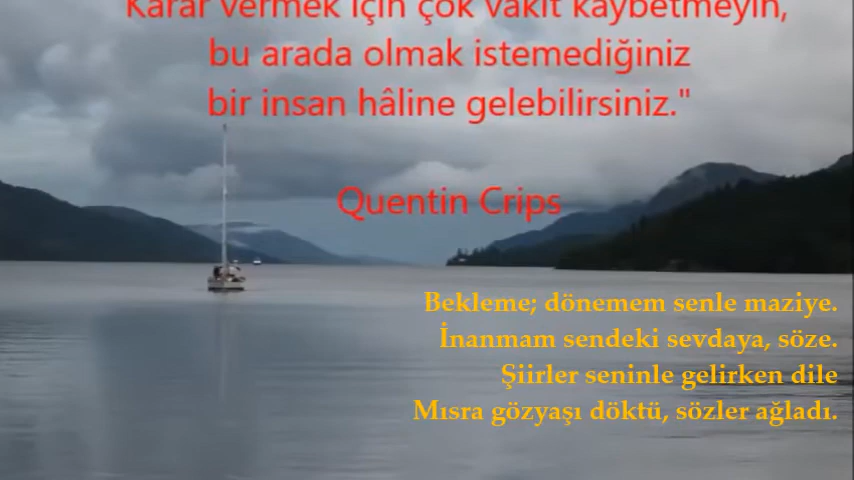 Karar vermek için çok vakit kaybetmeyin,
bu arada olmak istemediğiniz
bir insan hâline gelebilirsiniz."
Quentin Crips
Bekleme; dönemem senle maziye.
İnanmam sendeki sevdaya, söze.
Şiirler seninle gelirken dile
Mısra gözyaşı döktü, sözler ağladı.